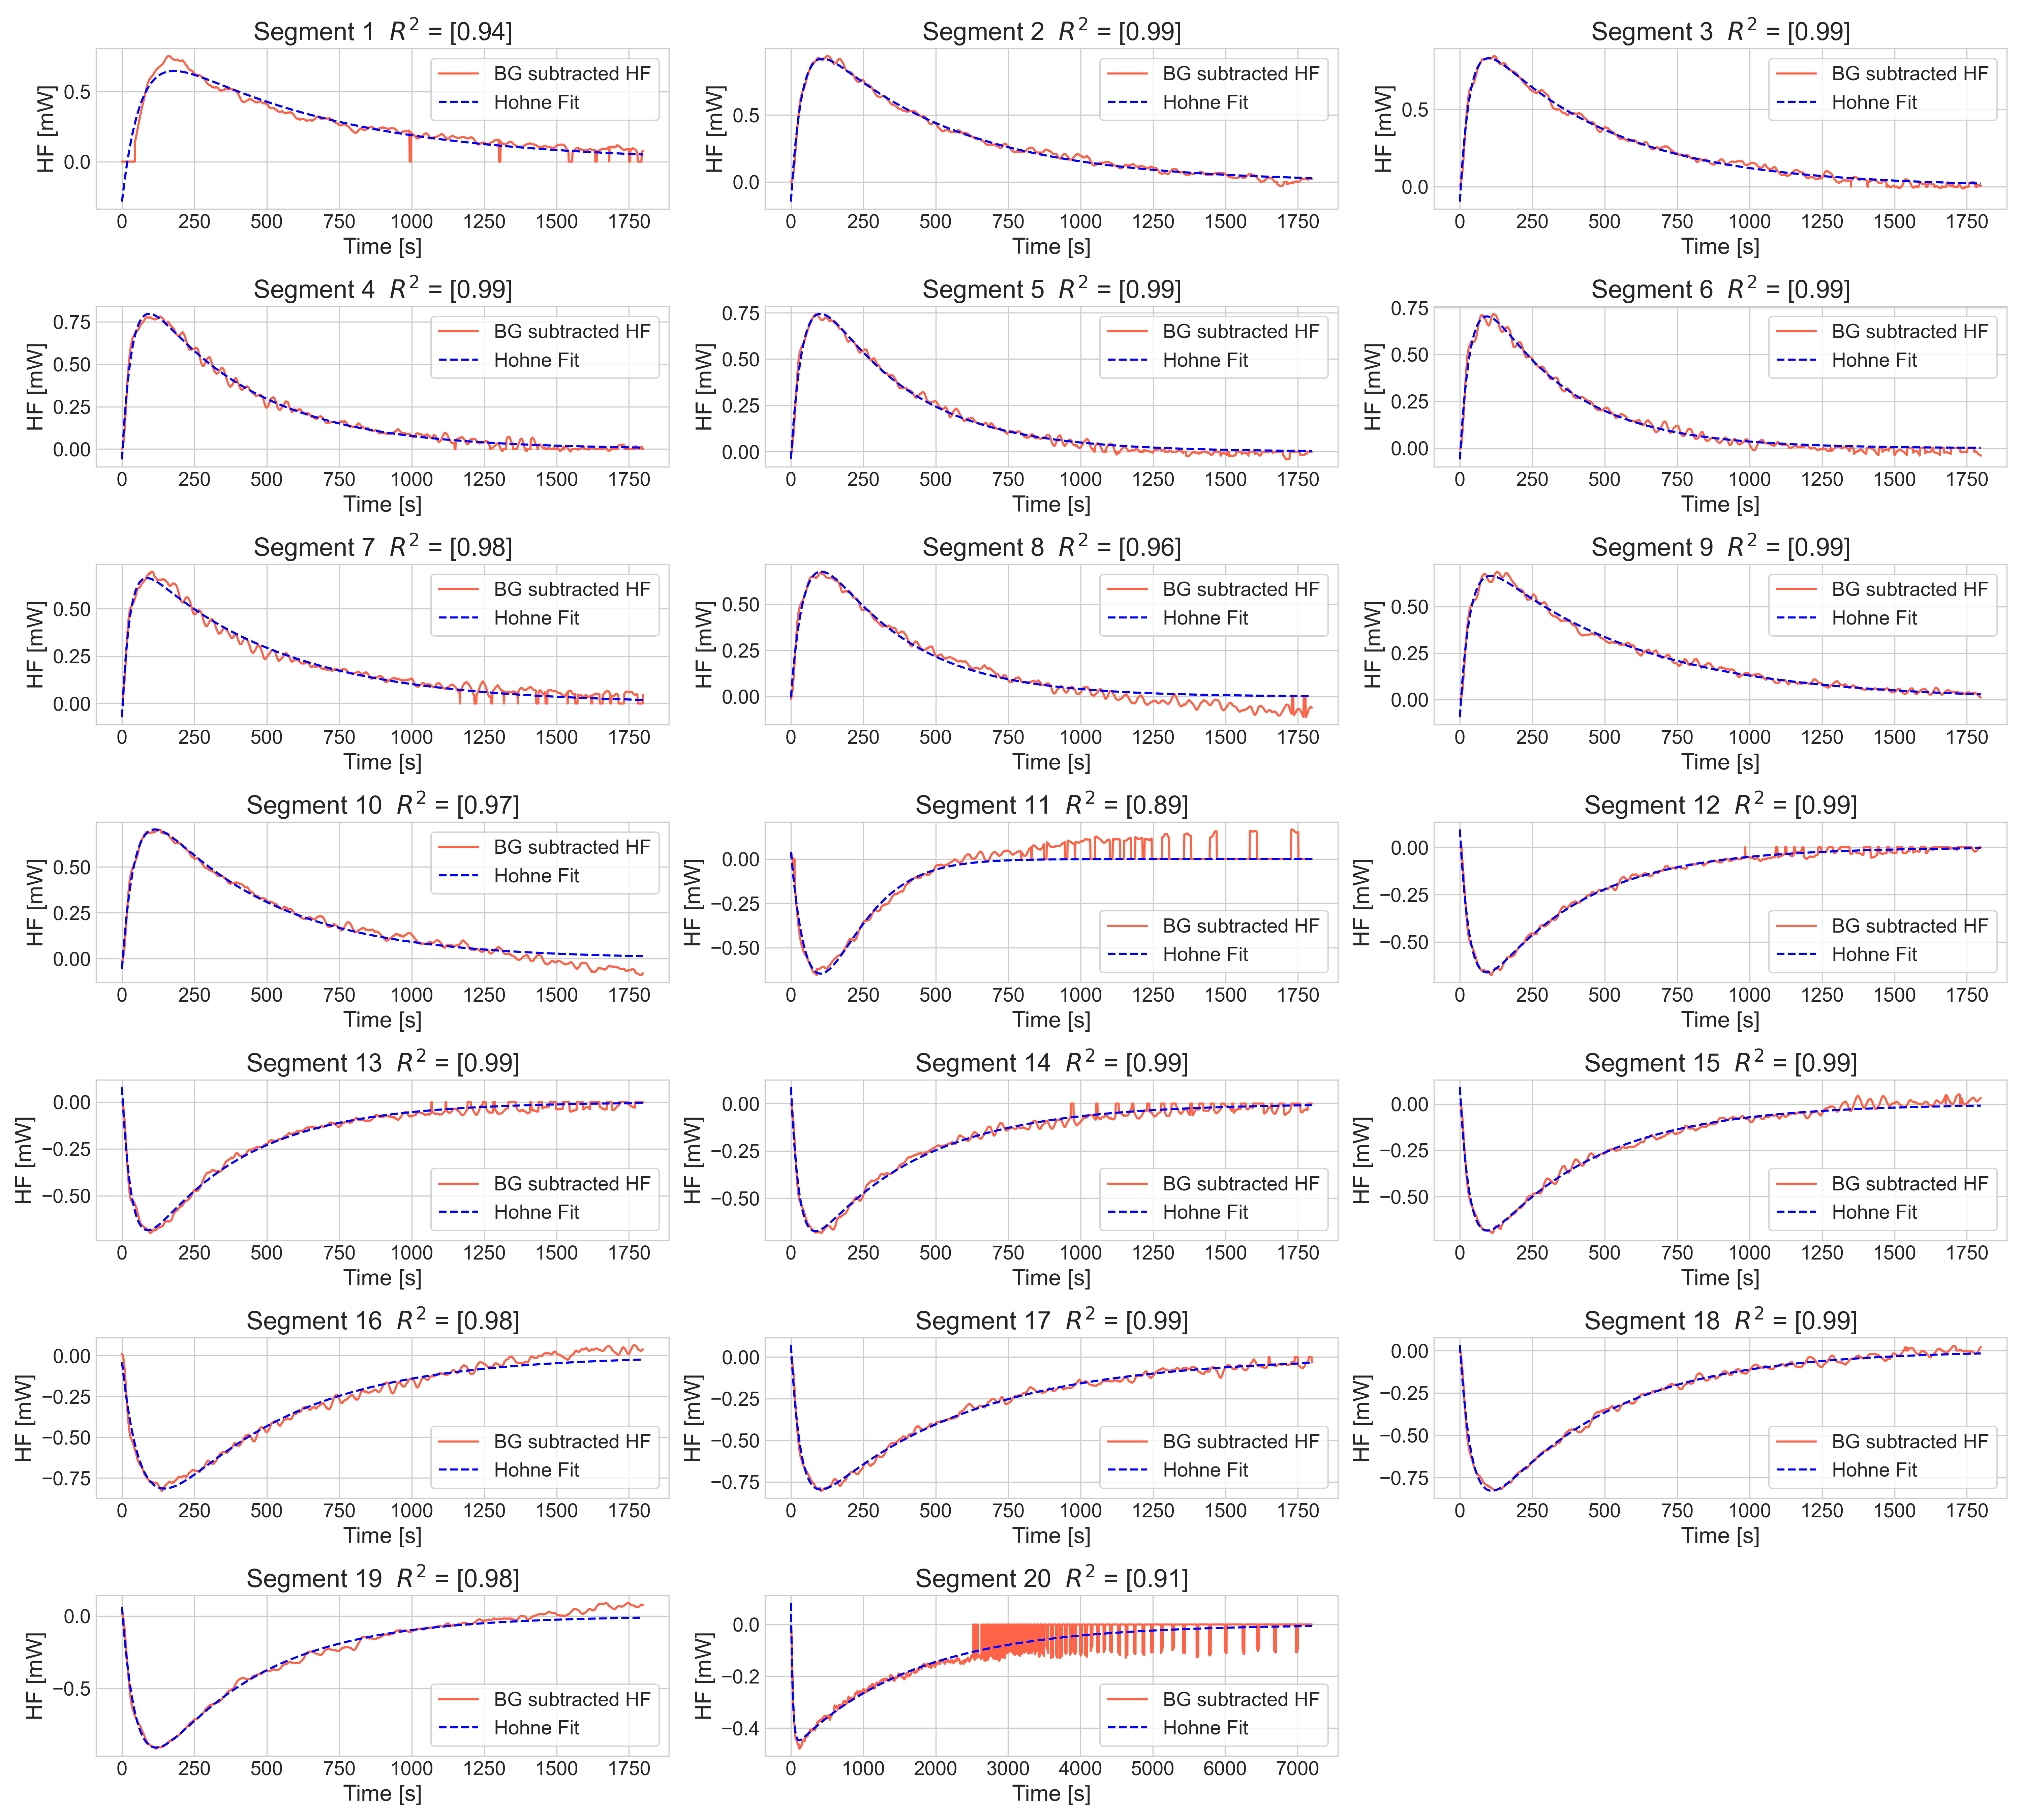 Segment 1 R² = [0.94]
HF [mW]
0.5
0.0
BG subtracted HF
Hohne Fit
0 250 500 750 1000 1250 1500 1750
Time [s]
Segment 2 R² = [0.99]
HF [mW]
0.5
0.0
BG subtracted HF
Hohne Fit
0 250 500 750 1000 1250 1500 1750
Time [s]
Segment 3 R² = [0.99]
HF [mW]
0.5
0.0
BG subtracted HF
Hohne Fit
0 250 500 750 1000 1250 1500 1750
Time [s]
Segment 4 R² = [0.99]
HF [mW]
0.75
0.50
0.25
0.00
BG subtracted HF
Hohne Fit
0 250 500 750 1000 1250 1500 1750
Time [s]
Segment 5 R² = [0.99]
HF [mW]
0.75
0.50
0.25
0.00
BG subtracted HF
Hohne Fit
0 250 500 750 1000 1250 1500 1750
Time [s]
Segment 6 R² = [0.99]
HF [mW]
0.75
0.50
0.25
0.00
BG subtracted HF
Hohne Fit
0 250 500 750 1000 1250 1500 1750
Time [s]
Segment 7 R² = [0.98]
HF [mW]
0.50
0.25
0.00
BG subtracted HF
Hohne Fit
0 250 500 750 1000 1250 1500 1750
Time [s]
Segment 8 R² = [0.96]
HF [mW]
0.50
0.25
0.00
BG subtracted HF
Hohne Fit
0 250 500 750 1000 1250 1500 1750
Time [s]
Segment 9 R² = [0.99]
HF [mW]
0.50
0.25
0.00
BG subtracted HF
Hohne Fit
0 250 500 750 1000 1250 1500 1750
Time [s]
Segment 10 R² = [0.97]
HF [mW]
0.50
0.25
0.00
BG subtracted HF
Hohne Fit
0 250 500 750 1000 1250 1500 1750
Time [s]
Segment 11 R² = [0.89]
HF [mW]
0.00
−0.25
−0.50
BG subtracted HF
Hohne Fit
0 250 500 750 1000 1250 1500 1750
Time [s]
Segment 12 R² = [0.99]
HF [mW]
0.00
−0.25
−0.50
BG subtracted HF
Hohne Fit
0 250 500 750 1000 1250 1500 1750
Time [s]
Segment 13 R² = [0.99]
HF [mW]
0.00
−0.25
−0.50
BG subtracted HF
Hohne Fit
0 250 500 750 1000 1250 1500 1750
Time [s]
Segment 14 R² = [0.99]
HF [mW]
0.00
−0.25
−0.50
BG subtracted HF
Hohne Fit
0 250 500 750 1000 1250 1500 1750
Time [s]
Segment 15 R² = [0.99]
HF [mW]
0.00
−0.25
−0.50
BG subtracted HF
Hohne Fit
0 250 500 750 1000 1250 1500 1750
Time [s]
Segment 16 R² = [0.98]
HF [mW]
0.00
−0.25
−0.50
−0.75
BG subtracted HF
Hohne Fit
0 250 500 750 1000 1250 1500 1750
Time [s]
Segment 17 R² = [0.99]
HF [mW]
0.00
−0.25
−0.50
−0.75
BG subtracted HF
Hohne Fit
0 1000 2000 3000 4000 5000 6000 7000
Time [s]
Segment 18 R² = [0.99]
HF [mW]
0.00
−0.25
−0.50
−0.75
BG subtracted HF
Hohne Fit
0 250 500 750 1000 1250 1500 1750
Time [s]
Segment 19 R² = [0.98]
HF [mW]
0.0
−0.5
BG subtracted HF
Hohne Fit
0 250 500 750 1000 1250 1500 1750
Time [s]
Segment 20 R² = [0.91]
HF [mW]
0.0
−0.2
−0.4
BG subtracted HF
Hohne Fit
0 1000 2000 3000 4000 5000 6000 7000
Time [s]